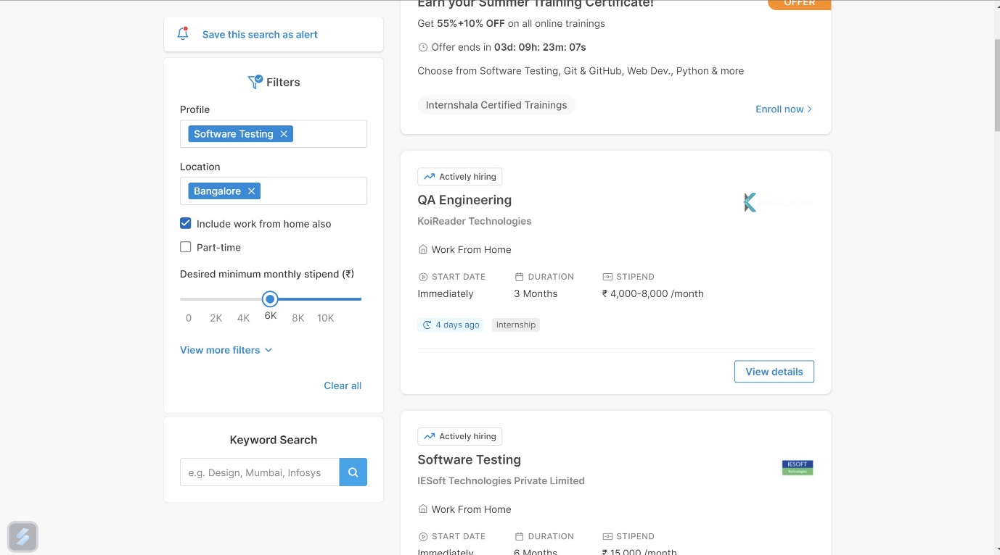 Save this search as alert
Filters
Profile
Software Testing
Location
Bangalore
Include work from home also
Part-time
Desired minimum monthly stipend (₹)
0 2K 4K 6K 8K 10K
View more filters
Clear all
Keyword Search
e.g. Design, Mumbai, Infosys
Earn your Summer Training Certificate!
OFFER
Get 55%+10% OFF on all online trainings
Offer ends in 03d: 09h: 23m: 07s
Choose from Software Testing, Git & GitHub, Web Dev., Python & more
Internshala Certified Trainings
Enroll now
Actively hiring
QA Engineering
KoiReader Technologies
Work From Home
START DATE DURATION STIPEND
Immediately 3 Months ₹ 4,000-8,000 /month
4 days ago Internship
View details
Actively hiring
Software Testing
IESoft Technologies Private Limited
IESOFT
Technologies
Work From Home
START DATE DURATION STIPEND
Immediately 6 Months ₹ 15,000 /month